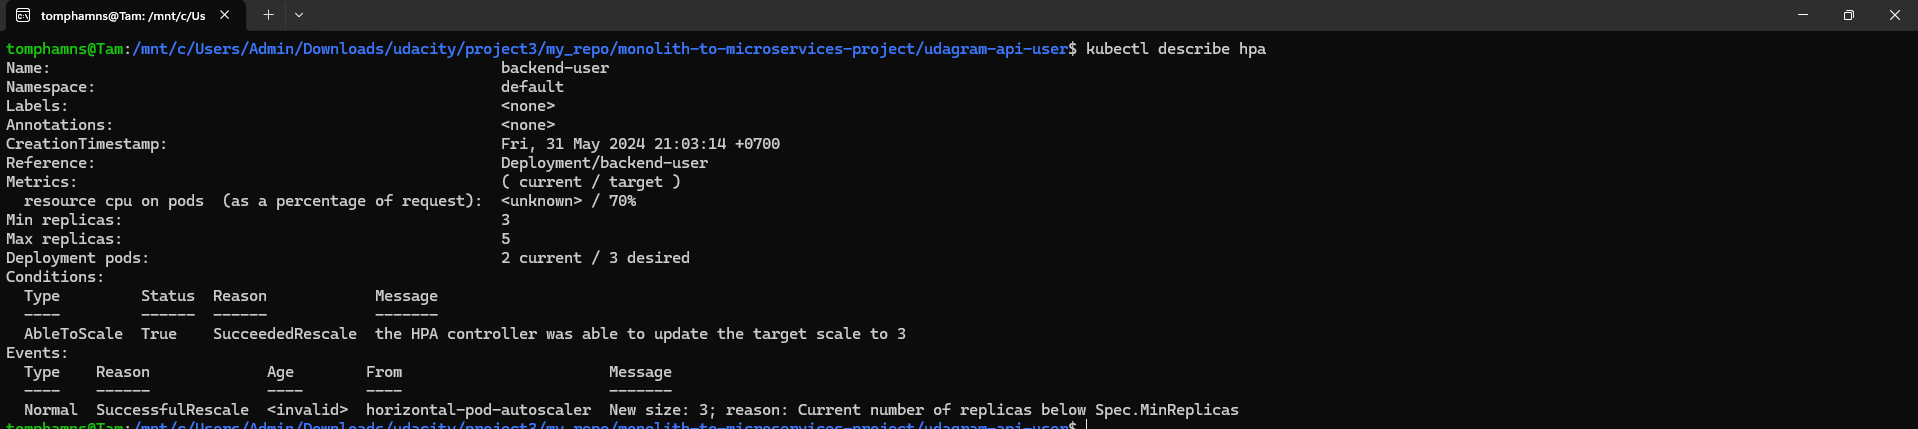 tomphamns@Tam: /mnt/c/Us
tomphamns@Tam:/mnt/c/Users/Admin/Downloads/udacity/project3/my_repo/monolith-to-microservices-project/udagram-api-user$ kubectl describe hpa
Name: backend-user
Namespace: default
Labels: <none>
Annotations: <none>
CreationTimestamp: Fri, 31 May 2024 21:03:14 +0700
Reference: Deployment/backend-user
Metrics: ( current / target )
resource cpu on pods (as a percentage of request): <unknown> / 70%
Min replicas: 3
Max replicas: 5
Deployment pods: 2 current / 3 desired
Conditions:
Type Status Reason Message
---- ------ ------ -------
AbleToScale True SucceededRescale the HPA controller was able to update the target scale to 3
Events:
Type Reason Age From Message
---- ------ ---- ---- -------
Normal SuccessfulRescale <invalid> horizontal-pod-autoscaler New size: 3; reason: Current number of replicas below Spec.MinReplicas
tomphamns@Tam:/mnt/c/Users/Admin/Downloads/udacity/project3/my_repo/monolith-to-microservices-project/udagram-api-user$